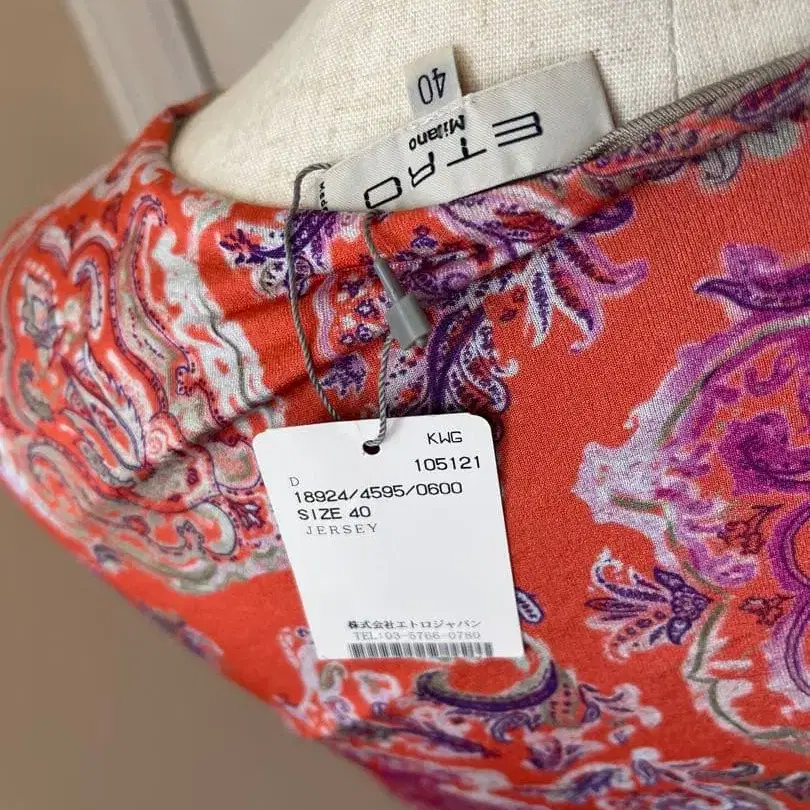 40
ETRO
Milano
KWG
105121
D
18924/4595/0600
SIZE 40
JERSEY
株式会社エトロジャパン
TEL:03-5766-0780